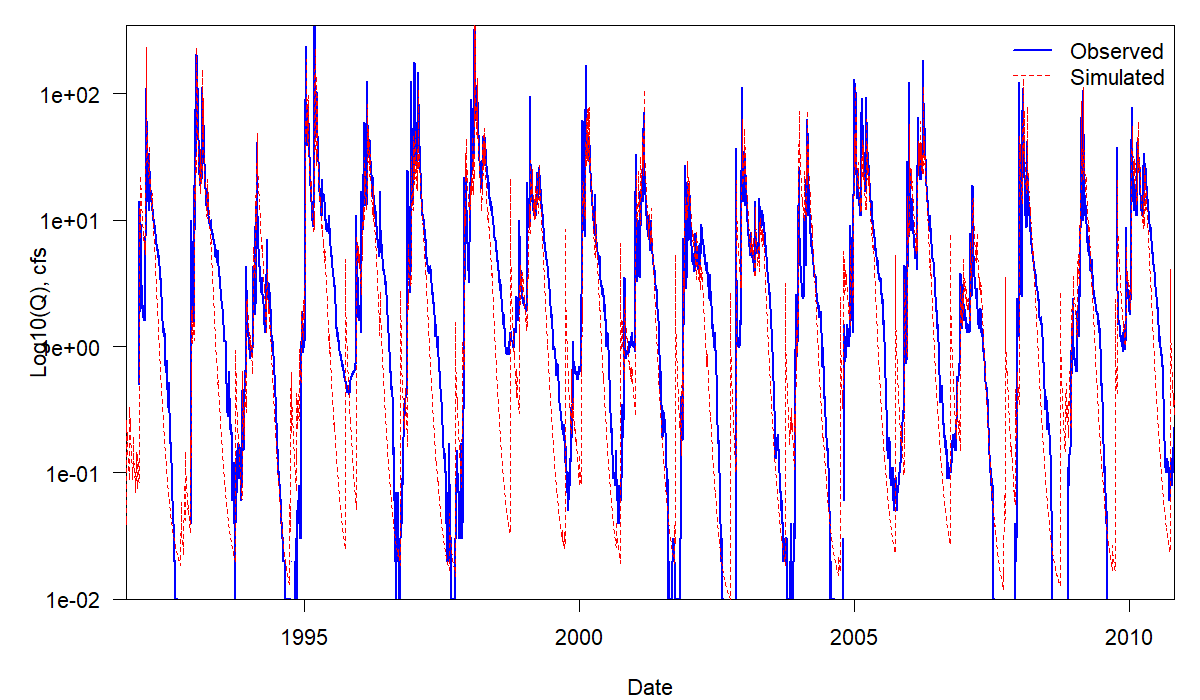 Observed
Simulated
1e+02
1e+01
1e+00
1e-01
1e-02
Log10(Q), cfs
1995
2000
2005
2010
Date